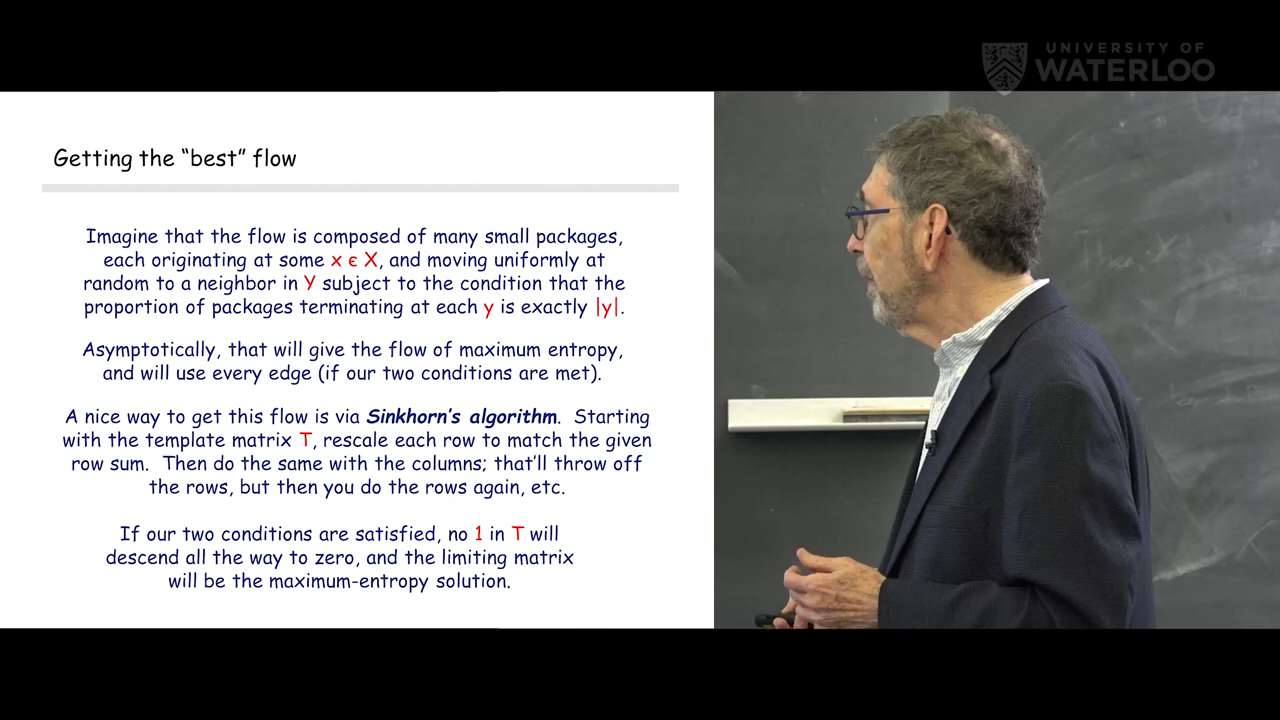 UNIVERSITY OF
WATERLOO
Getting the “best” flow
Imagine that the flow is composed of many small packages,
each originating at some x ϵ X, and moving uniformly at
random to a neighbor in Y subject to the condition that the
proportion of packages terminating at each y is exactly |y|.
Asymptotically, that will give the flow of maximum entropy,
and will use every edge (if our two conditions are met).
A nice way to get this flow is via Sinkhorn’s algorithm. Starting
with the template matrix T, rescale each row to match the given
row sum. Then do the same with the columns; that’ll throw off
the rows, but then you do the rows again, etc.
If our two conditions are satisfied, no 1 in T will
descend all the way to zero, and the limiting matrix
will be the maximum-entropy solution.